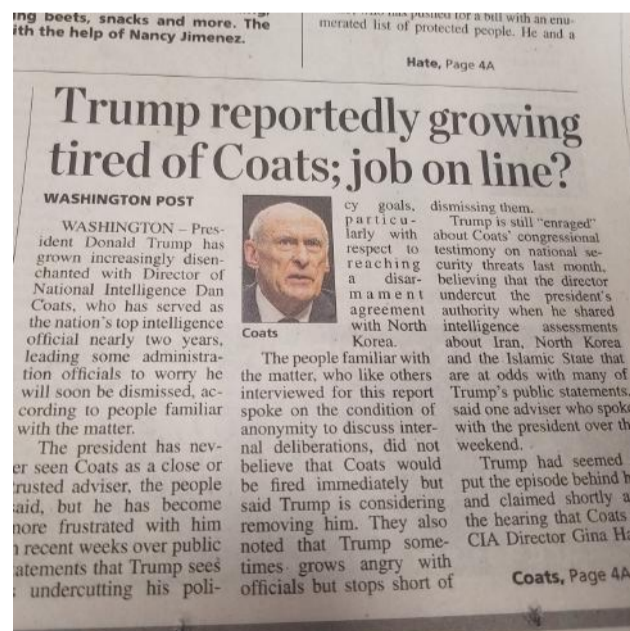 ing beets, snacks and more. The
ith the help of Nancy Jimenez.
who has pushed for a bill with an enu-
merated list of protected people. He and a
Hate, Page 4A
Trump reportedly growing
tired of Coats; job on line?
WASHINGTON POST
WASHINGTON – Pres-
ident Donald Trump has
grown increasingly disen-
chanted with Director of
National Intelligence Dan
Coats, who has served as
the nation's top intelligence
official nearly two years,
leading some administra-
tion officials to worry he
will soon be dismissed, ac-
cording to people familiar
with the matter.
The president has nev-
er seen Coats as a close or
trusted adviser, the people
said, but he has become
more frustrated with him
n recent weeks over public
atements that Trump sees
s undercutting his poli-
Coats
cy goals,
particu-
larly with
respect to
reaching
a disar-
mament
agreement
with North
Korea.
The people familiar with
the matter, who like others
interviewed for this report
spoke on the condition of
anonymity to discuss inter-
nal deliberations, did not
believe that Coats would
be fired immediately but
said Trump is considering
removing him. They also
noted that Trump some-
times grows angry with
officials but stops short of
dismissing them.
Trump is still "enraged"
about Coats' congressional
testimony on national se-
curity threats last month,
believing that the director
undercut the president's
authority when he shared
intelligence assessments
about Iran, North Korea
and the Islamic State that
are at odds with many of
Trump's public statements,
said one adviser who spoke
with the president over th
weekend.
Trump had seemed
put the episode behind h
and claimed shortly a
the hearing that Coats
CIA Director Gina Ha
Coats, Page 4A